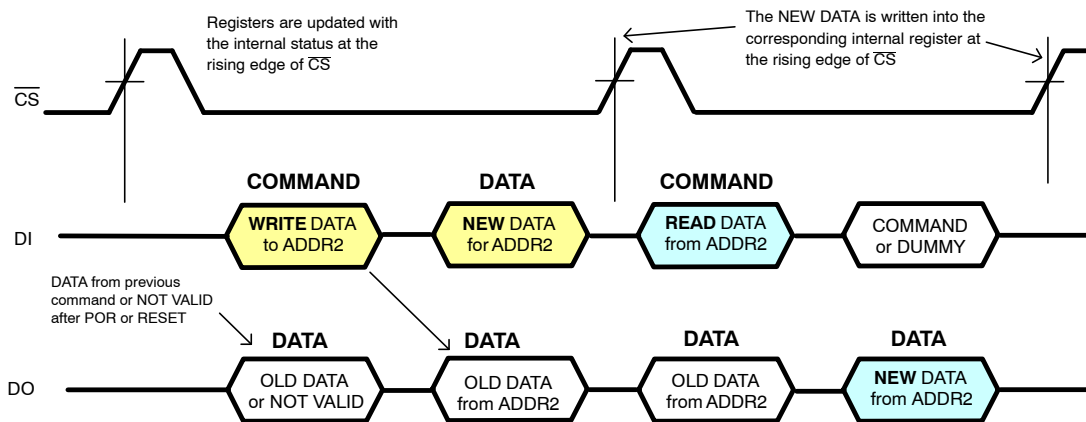 Registers are updated with
the internal status at the
rising edge of CS
The NEW DATA is written into the
corresponding internal register at
the rising edge of CS
CS
COMMAND
DATA
COMMAND
DI
WRITE DATA
to ADDR2
NEW DATA
for ADDR2
READ DATA
from ADDR2
COMMAND
or DUMMY
DATA from previous
command or NOT VALID
after POR or RESET
DATA
DATA
DATA
DATA
DO
OLD DATA
or NOT VALID
OLD DATA
from ADDR2
OLD DATA
from ADDR2
NEW DATA
from ADDR2